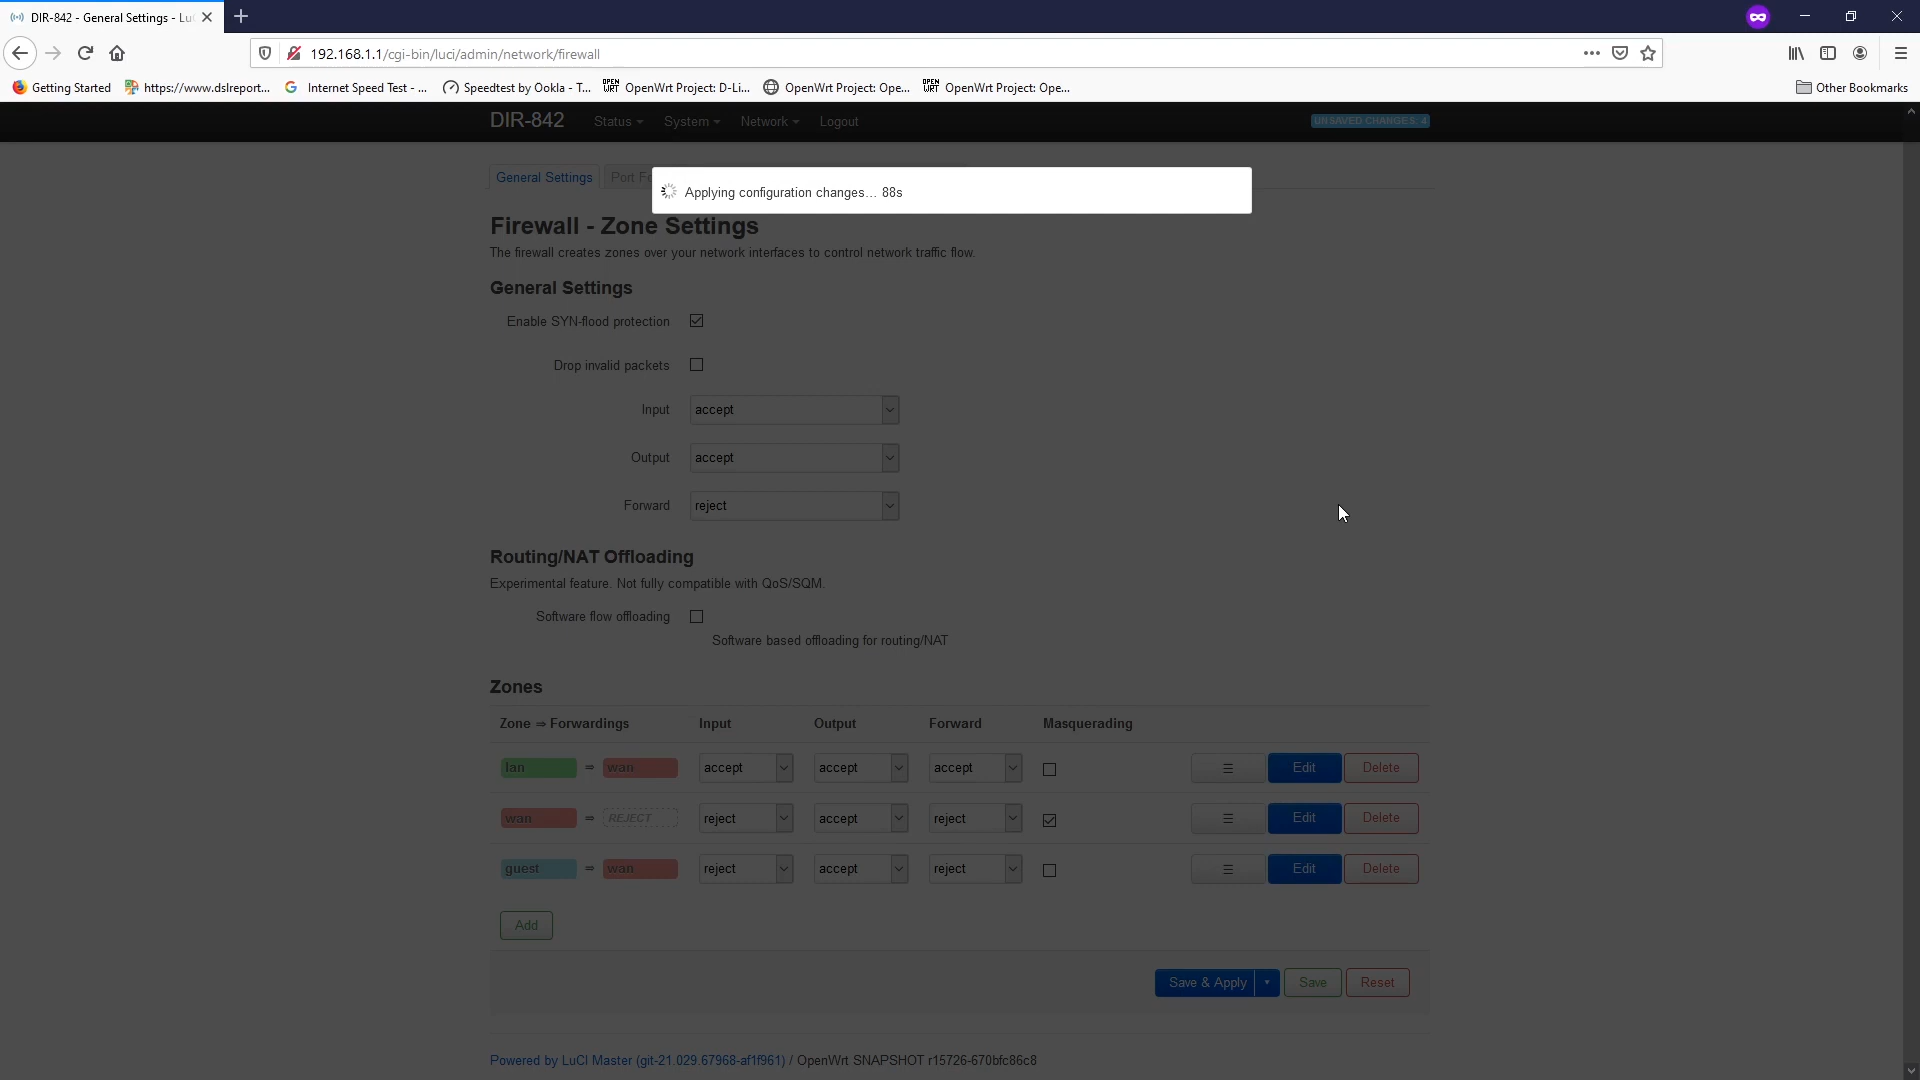 DIR-842 - General Settings - Lu
192.168.1.1/cgi-bin/luci/admin/network/firewall
Getting Started https://www.dslreport... Internet Speed Test - ... Speedtest by Ookla - T... OpenWrt Project: D-Li... OpenWrt Project: Ope... OpenWrt Project: Ope... Other Bookmarks
DIR-842 Status System Network Logout UNSAVED CHANGES: 4
General Settings Port Fo
Applying configuration changes... 88s
Firewall - Zone Settings
The firewall creates zones over your network interfaces to control network traffic flow.
General Settings
Enable SYN-flood protection
Drop invalid packets
Input accept
Output accept
Forward reject
Routing/NAT Offloading
Experimental feature. Not fully compatible with QoS/SQM.
Software flow offloading
Software based offloading for routing/NAT
Zones
Zone ⇒ Forwardings Input Output Forward Masquerading
lan ⇒ wan accept accept accept Edit Delete
wan ⇒ REJECT reject accept reject Edit Delete
guest ⇒ wan reject accept reject Edit Delete
Add
Save & Apply Save Reset
Powered by LuCI Master (git-21.029.67968-af1f961) / OpenWrt SNAPSHOT r15726-670bfc86c8